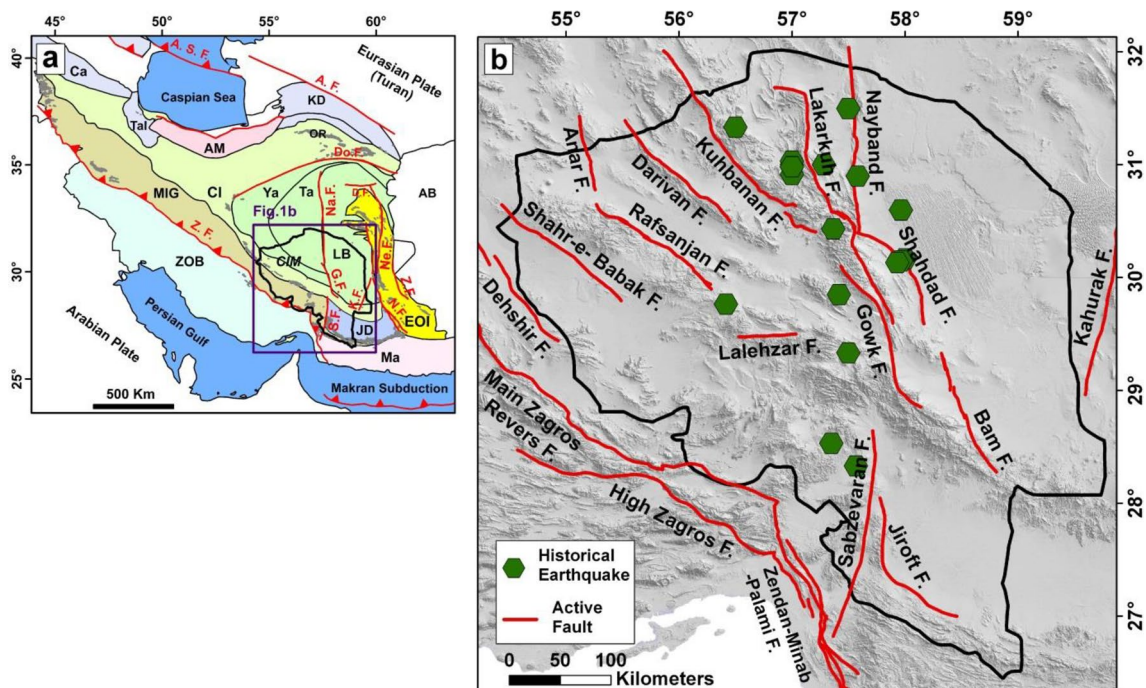 45° 50° 55° 60°
40°
35°
30°
25°
a
A. S. F.
Eurasian Plate
(Turan)
A. F.
Ca
Caspian Sea
KD
Tal
AM
OR
Do.F.
MIG
CI
Ya
Ta
AB
Fig.1b
Na.F.
D.F.
Z. F.
ZOB
CIM
LB
Ne.F.
G.F.
K.F.
Z.F.
N.F.
S.F.
JD
EOI
Persian Gulf
Arabian Plate
Ma
Makran Subduction
500 Km
55° 56° 57° 58° 59°
32°
31°
30°
29°
28°
27°
b
Anar F.
Darivan F.
Kuhbanan F.
Lakarkuh F.
Nayband F.
Shahr-e- Babak F.
Rafsanjan F.
Shahdad F.
Kahurak F.
Dehshir F.
Lalehzar F.
Gowk F.
Bam F.
Main Zagros
Revers F.
High Zagros F.
Sabzevaran F.
Jiroft F.
Zendan-Minab
-Palami F.
Historical
Earthquake
Active
Fault
0 50 100
Kilometers